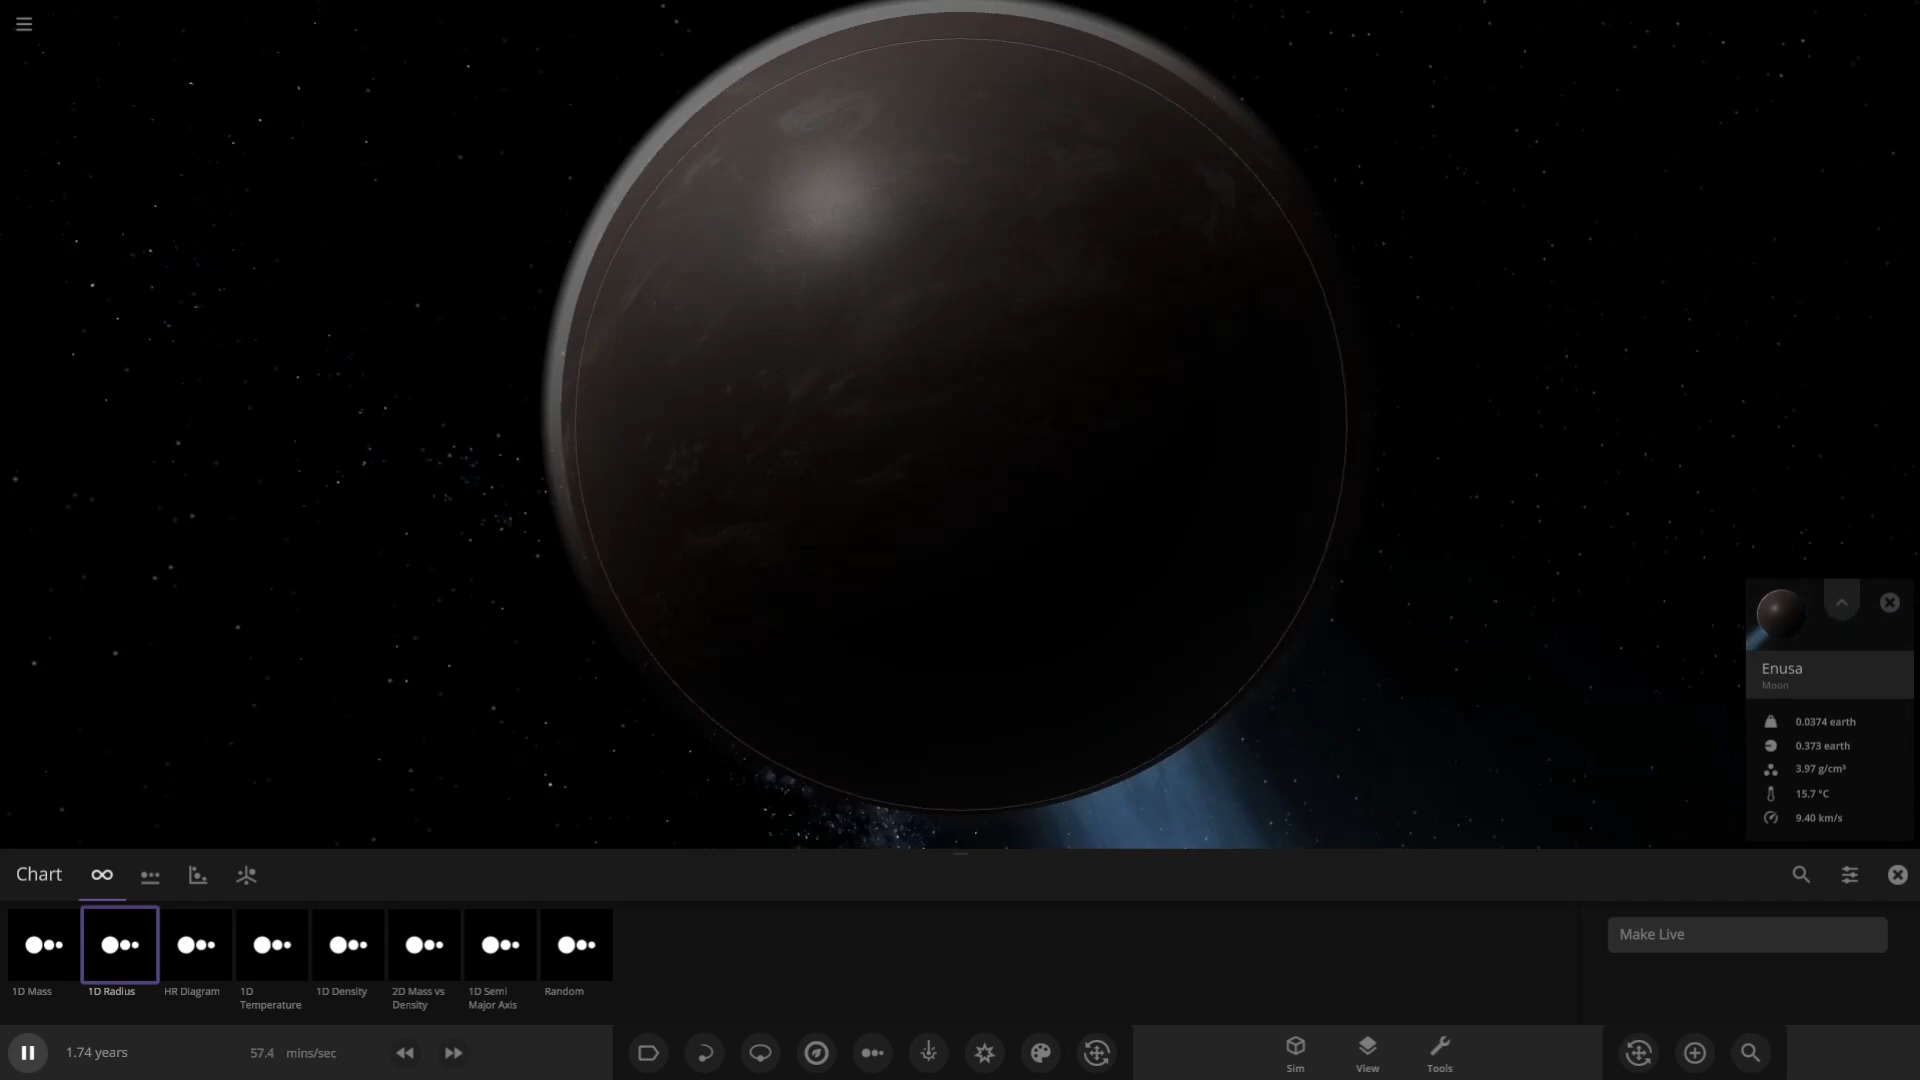 Enusa
Moon
0.0374 earth
0.373 earth
3.97 g/cm³
15.7 °C
9.40 km/s
Chart
Make Live
1D Mass
1D Radius
HR Diagram
1D
Temperature
1D Density
2D Mass vs
Density
1D Semi
Major Axis
Random
1.74 years
57.4 mins/sec
Sim
View
Tools